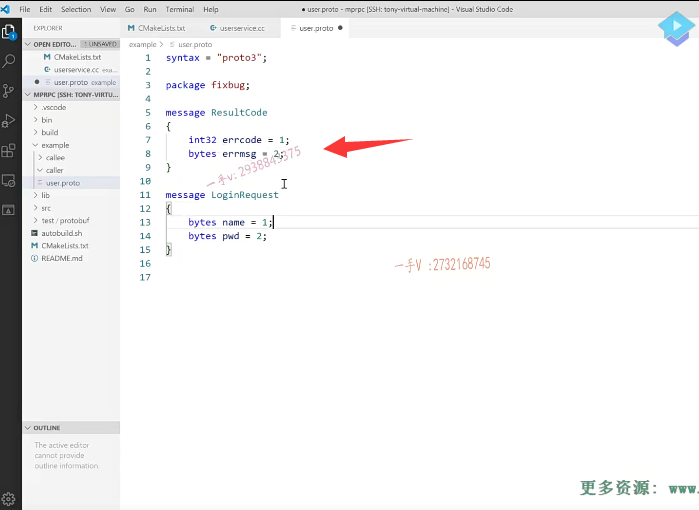 File Edit Selection View Go Run Terminal Help
● user.proto - mprpc [SSH: tony-virtual-machine] - Visual Studio Code
EXPLORER
OPEN EDITO... 1 UNSAVED
M CMakeLists.txt
userservice.cc exa...
● user.proto example
MPRPC [SSH: TONY-VIRTU...
.vscode
bin
build
example
callee
caller
user.proto
lib
src
test / protobuf
autobuild.sh
M CMakeLists.txt
README.md
OUTLINE
The active editor
cannot provide
outline information.
M CMakeLists.txt
userservice.cc
user.proto ●
example > user.proto
1 syntax = "proto3";
2
3 package fixbug;
4
5 message ResultCode
6 {
7 int32 errcode = 1;
8 bytes errmsg = 2;
9 }
10
11 message LoginRequest
12 {
13 bytes name = 1;
14 bytes pwd = 2;
15 }
16
17
一手v:2938849375
一手V :2732168745
更多资源: www.